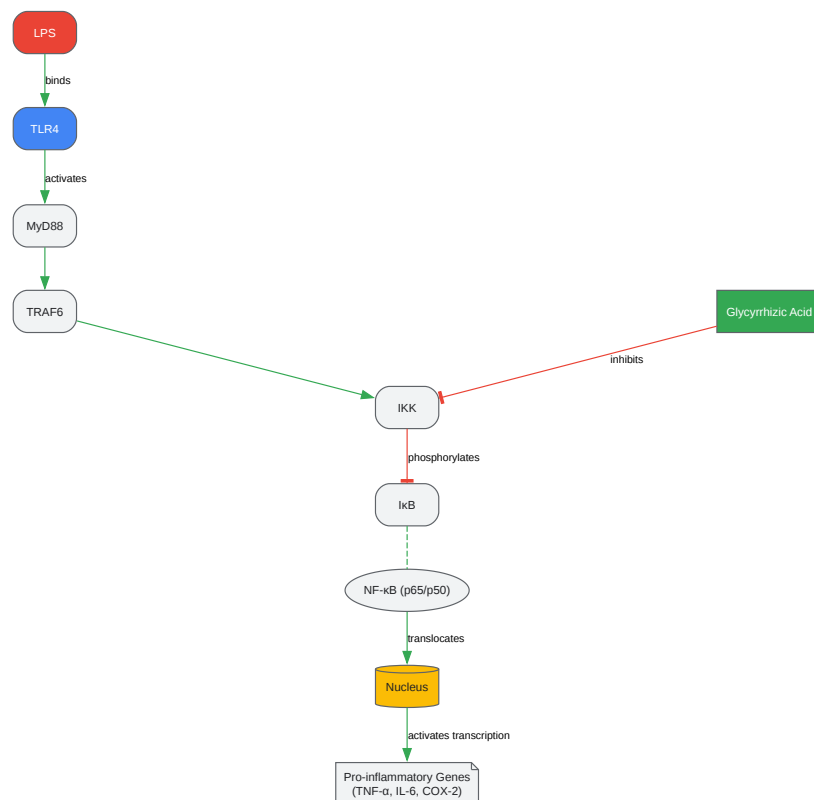 LPS
binds
TLR4
activates
MyD88
TRAF6
Glycyrrhizic Acid
inhibits
IKK
phosphorylates
IκB
NF-κB (p65/p50)
translocates
Nucleus
activates transcription
Pro-inflammatory Genes
(TNF-α, IL-6, COX-2)